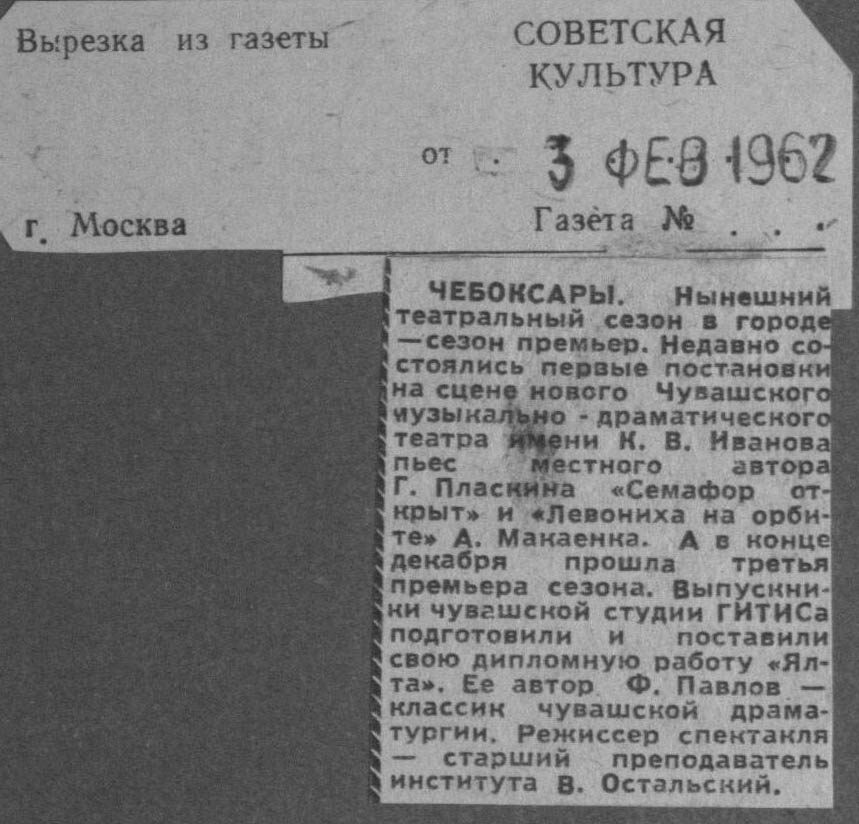 Вырезка из газеты
СОВЕТСКАЯ
КУЛЬТУРА
от 3 ФЕВ 1962
г. Москва
Газета № . . .
ЧЕБОКСАРЫ. Нынешний
театральный сезон в городе
—сезон премьер. Недавно со-
стоялись первые постановки
на сцене нового Чувашского
музыкально - драматического
театра имени К. В. Иванова
пьес местного автора
Г. Пласкина «Семафор от-
крыт» и «Левониха на орби-
те» А. Макаенка. А в конце
декабря прошла третья
премьера сезона. Выпускни-
ки чувашской студии ГИТИСа
подготовили и поставили
свою дипломную работу «Ял-
та». Ее автор Ф. Павлов —
классик чувашской драма-
тургии. Режиссер спектакля
— старший преподаватель
института В. Остальский.